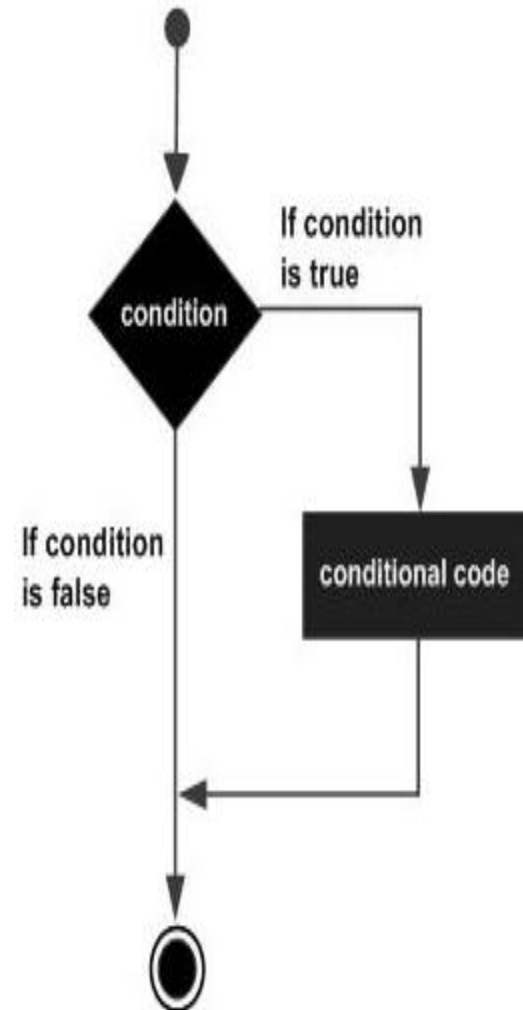 If condition
is true
condition
If condition
is false
conditional code